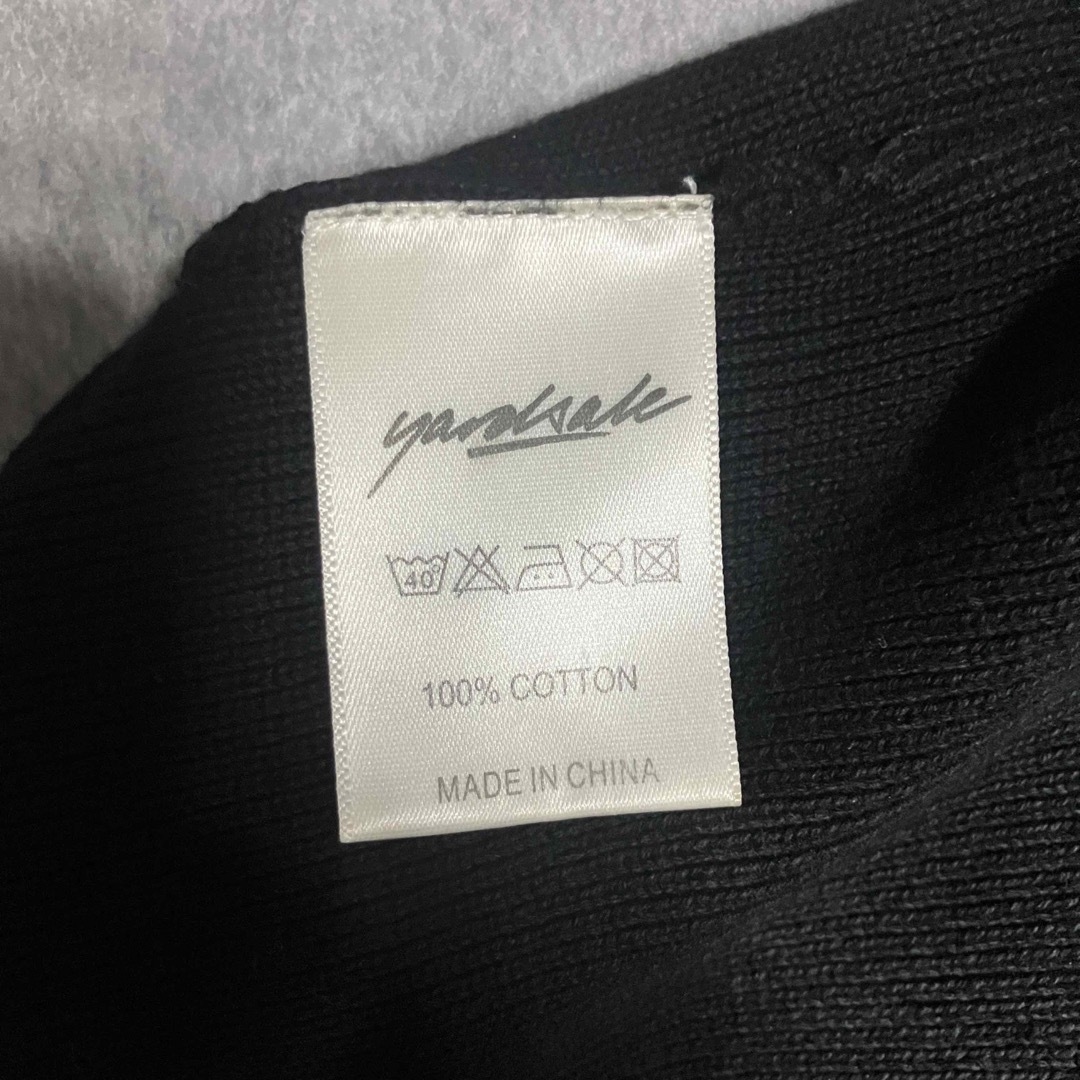 yardsale
40
100% COTTON
MADE IN CHINA